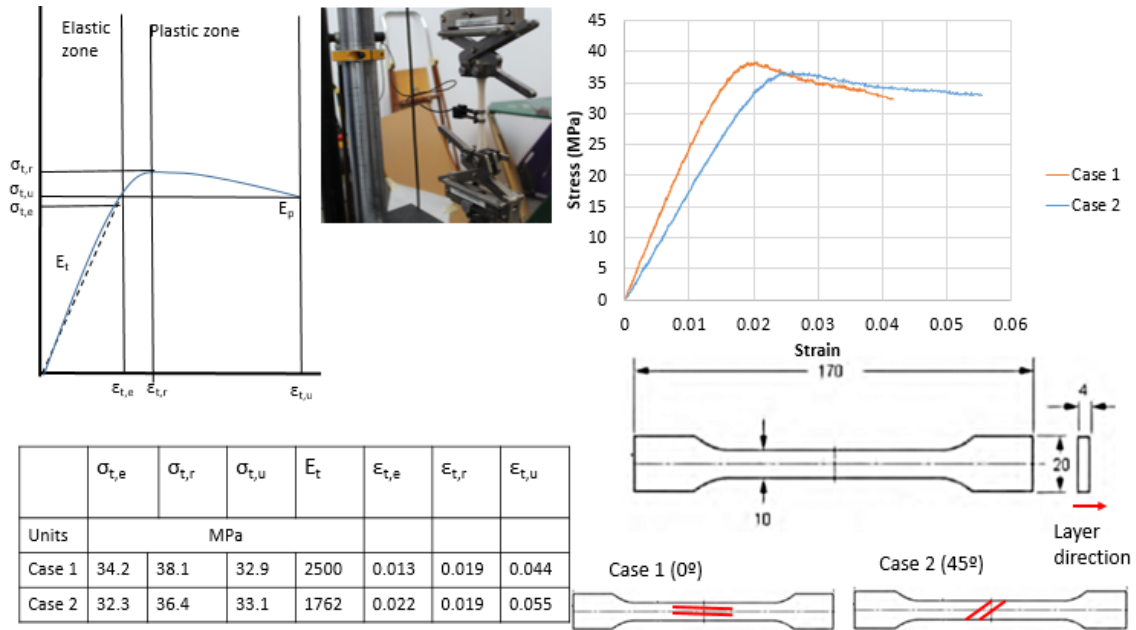 Elastic
zone
Plastic zone
σt,r
σt,u
σt,e
Et
Ep
εt,e
εt,r
εt,u
45
40
35
30
25
20
15
10
5
0
Stress (MPa)
0 0.01 0.02 0.03 0.04 0.05 0.06
Strain
Case 1
Case 2
σt,e σt,r σt,u Et εt,e εt,r εt,u
Units MPa
Case 1 34.2 38.1 32.9 2500 0.013 0.019 0.044
Case 2 32.3 36.4 33.1 1762 0.022 0.019 0.055
170
4
20
10
Layer
direction
Case 1 (0º)
Case 2 (45º)